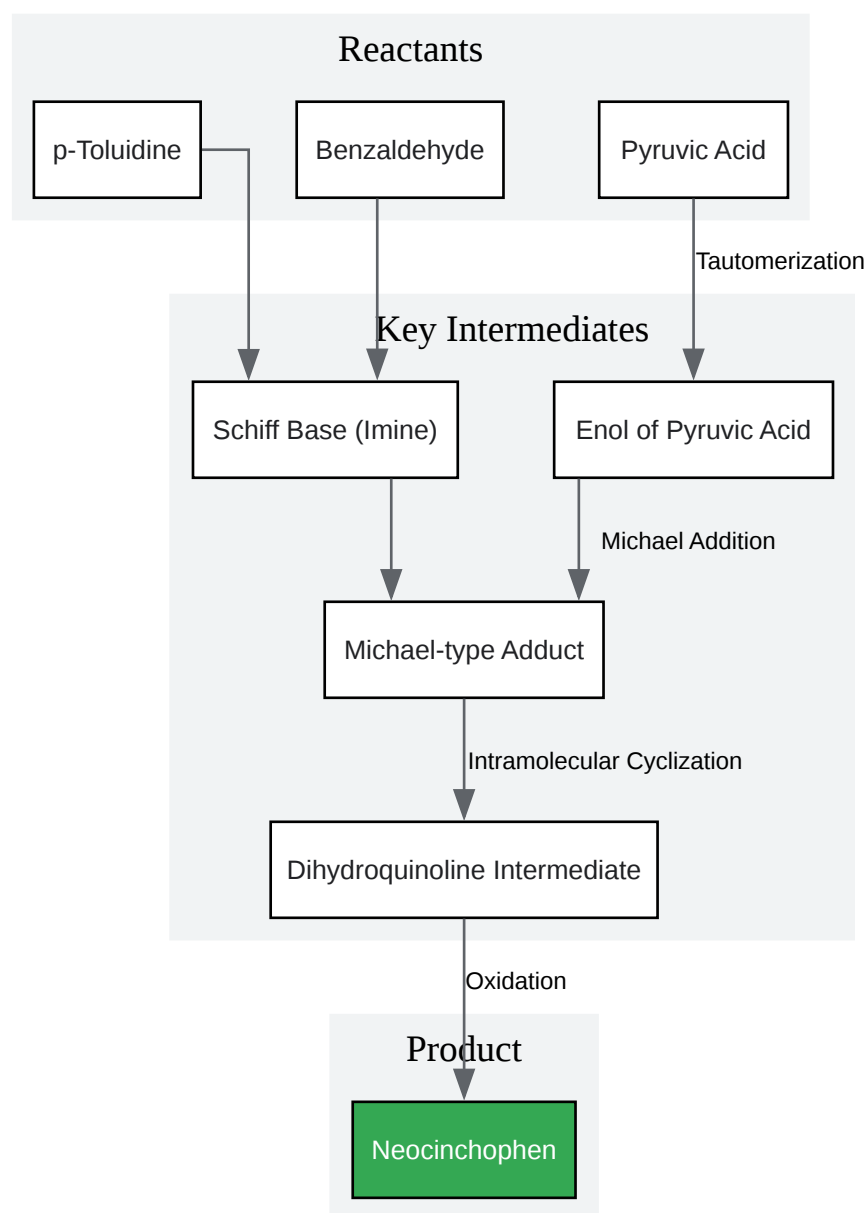 Reactants
p-Toluidine
Benzaldehyde
Pyruvic Acid
Tautomerization
Key Intermediates
Schiff Base (Imine)
Enol of Pyruvic Acid
Michael Addition
Michael-type Adduct
Intramolecular Cyclization
Dihydroquinoline Intermediate
Oxidation
Product
Neocinchophen